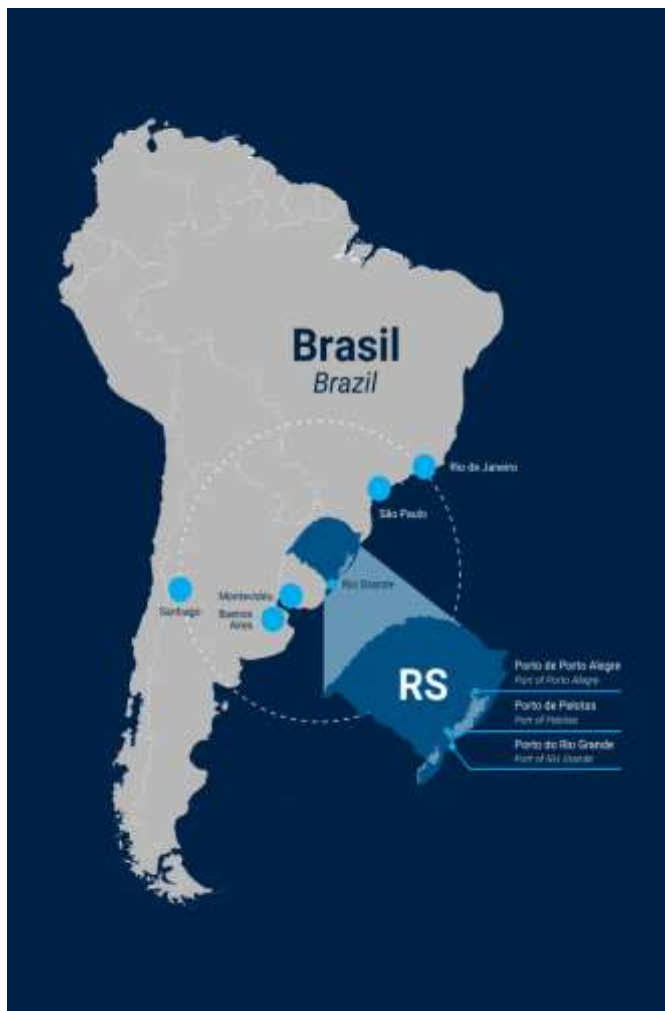 Brasil
Brazil
Rio de Janeiro
São Paulo
Rio Grande
Montevidéu
Santiago
Buenos
Aires
RS
Porto de Porto Alegre
Port of Porto Alegre
Porto de Pelotas
Port of Pelotas
Porto do Rio Grande
Port of Rio Grande